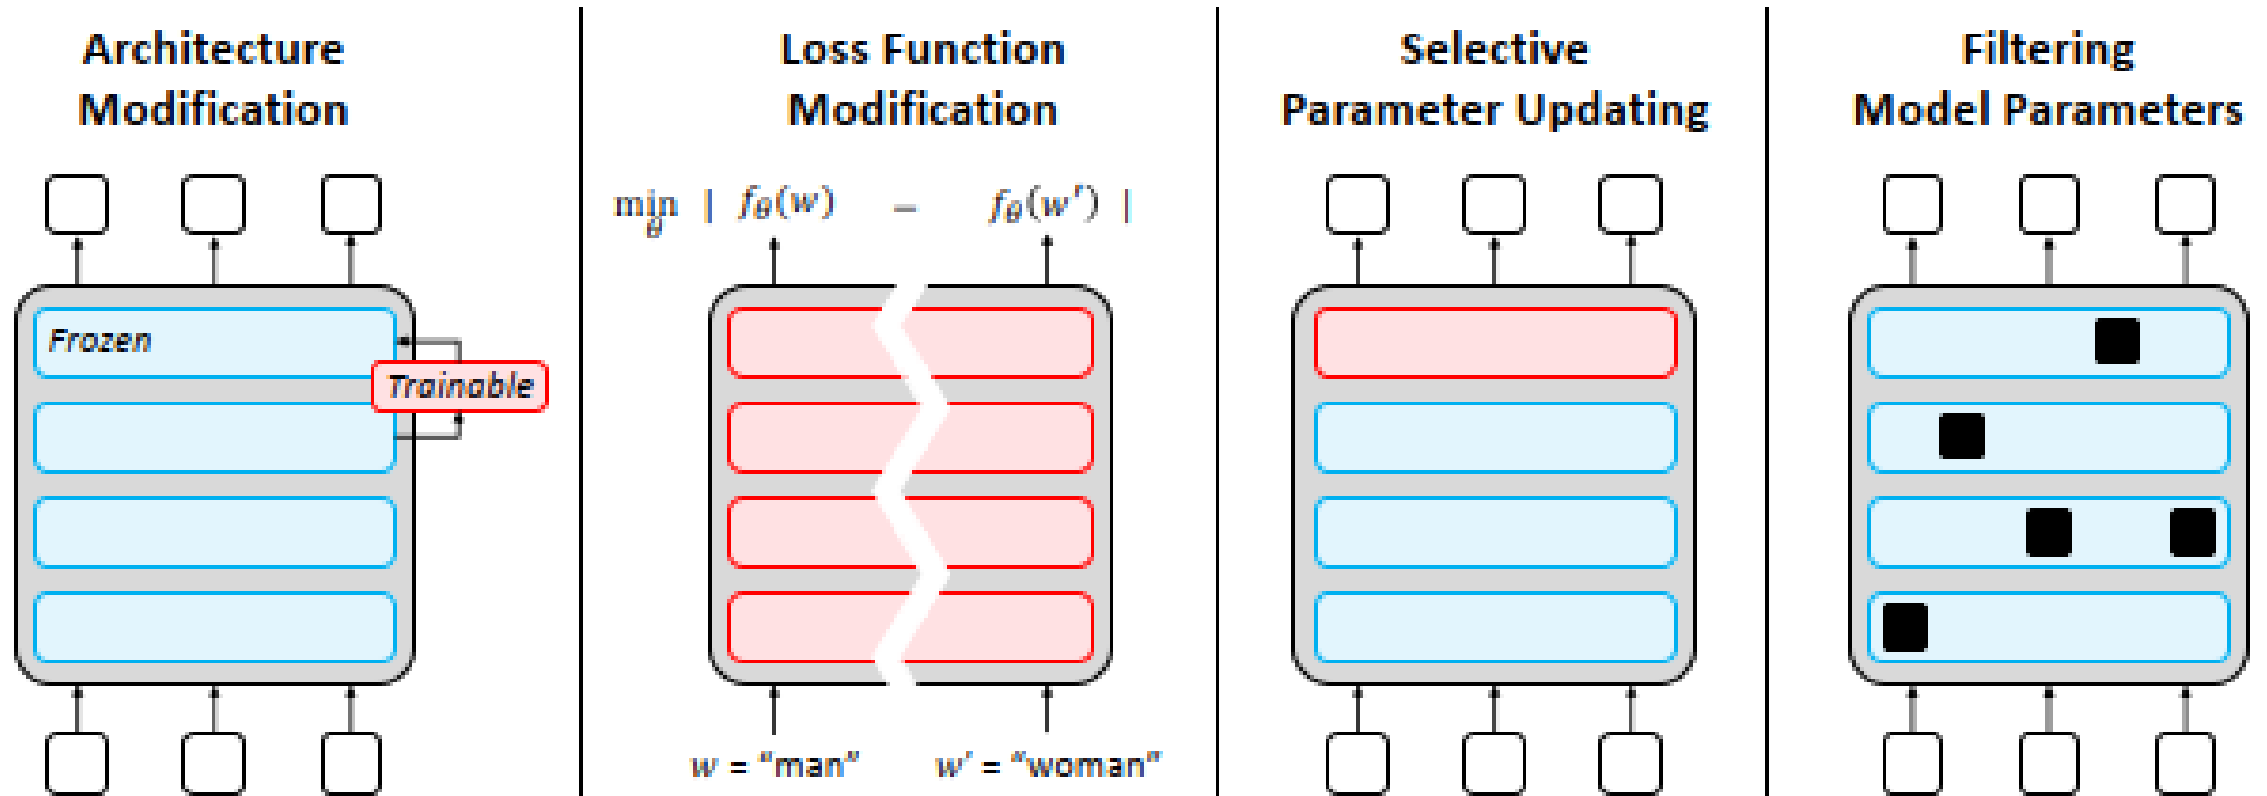 Architecture
Modification
Frozen
Trainable
Loss Function
Modification
min | fθ(w) − fθ(w′) |
θ
w = “man” w′ = “woman”
Selective
Parameter Updating
Filtering
Model Parameters